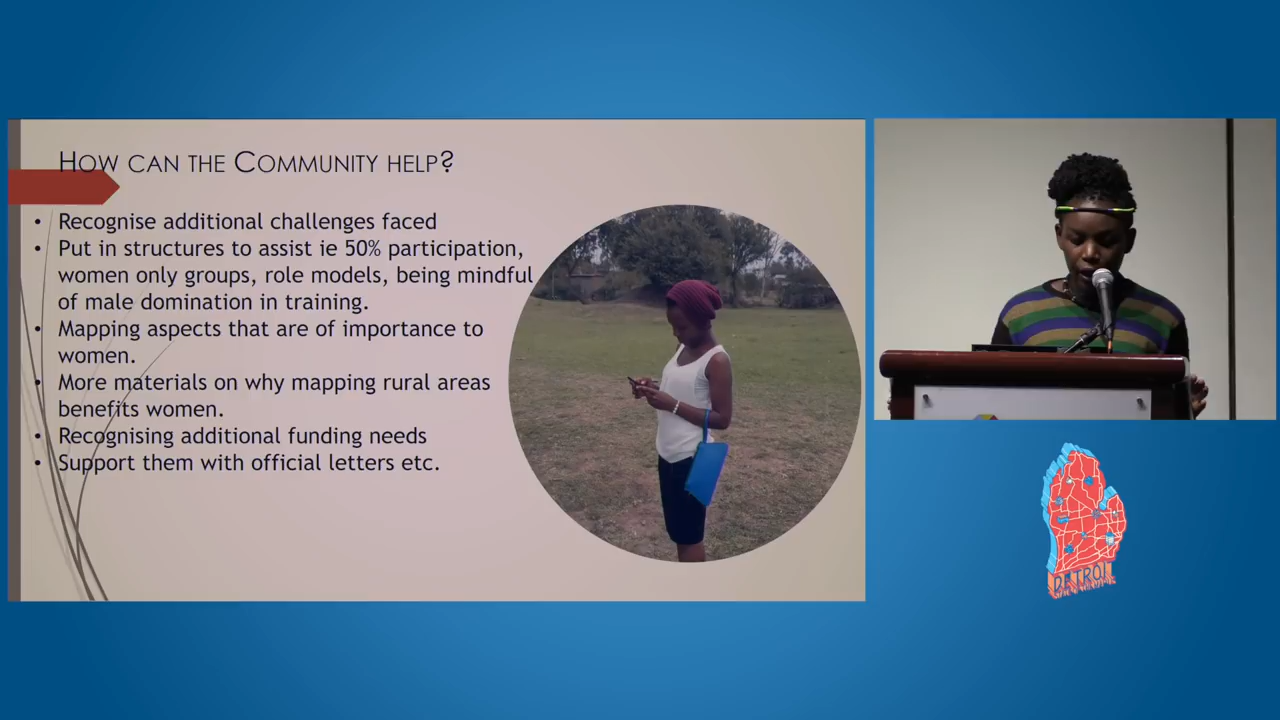 How can the Community help?
• Recognise additional challenges faced
• Put in structures to assist ie 50% participation,
women only groups, role models, being mindful
of male domination in training.
• Mapping aspects that are of importance to
women.
• More materials on why mapping rural areas
benefits women.
• Recognising additional funding needs
• Support them with official letters etc.
DETROIT